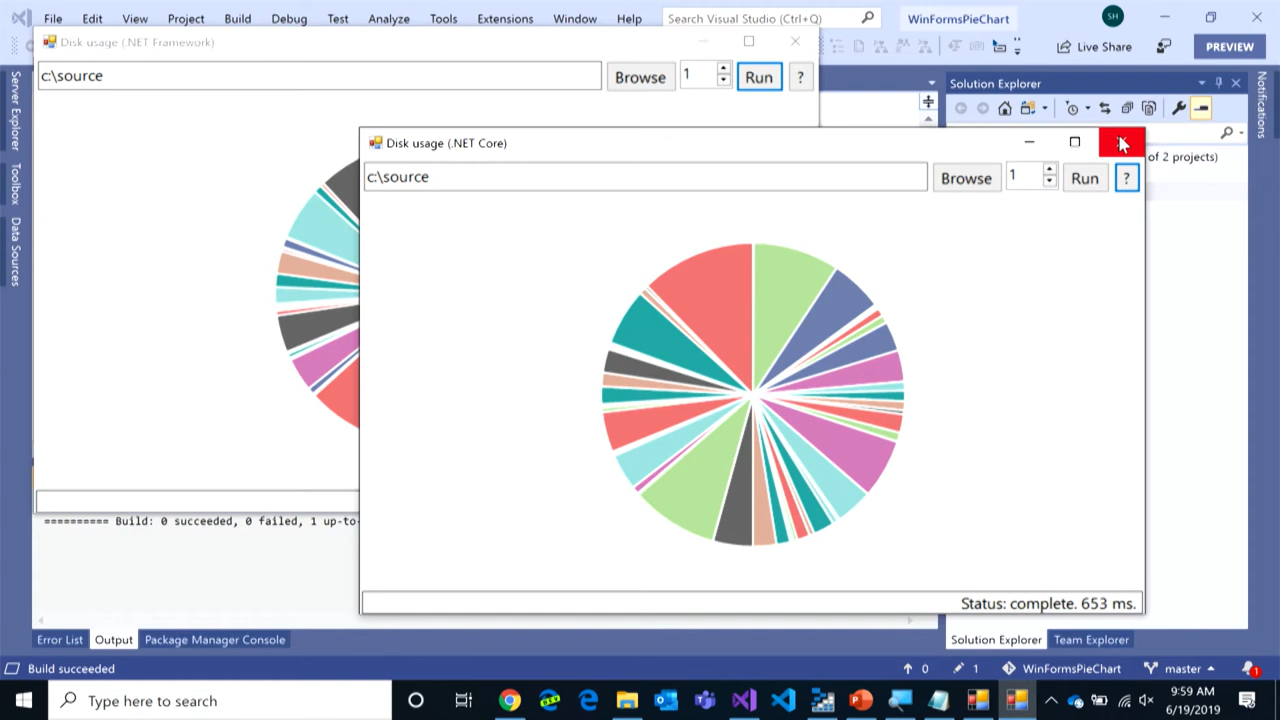 File Edit View Project Build Debug Test Analyze Tools Extensions Window Help Search Visual Studio (Ctrl+Q) WinFormsPieChart SH
Live Share PREVIEW
Disk usage (.NET Framework)
c:\source Browse 1 Run ?
Server Explorer
Toolbox
Data Sources
Solution Explorer
of 2 projects)
Notifications
Disk usage (.NET Core)
c:\source Browse 1 Run ?
Status: complete. 653 ms.
========== Build: 0 succeeded, 0 failed, 1 up-to-
Error List Output Package Manager Console
Solution Explorer Team Explorer
Build succeeded 0 1 WinFormsPieChart master 1
Type here to search
9:59 AM
6/19/2019